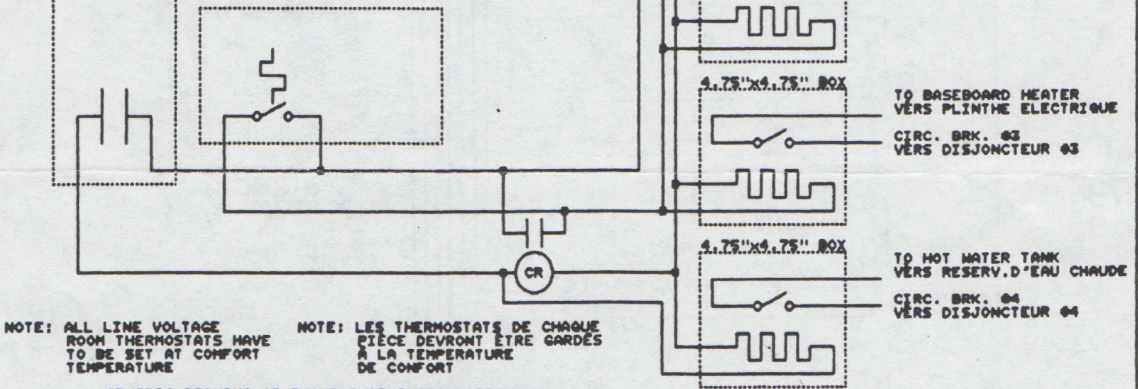 4.75"x4.75" BOX
TO BASEBOARD HEATER
VERS PLINTHE ELECTRIQUE
CIRC. BRK. #3
VERS DISJONCTEUR #3
4.75"x4.75" BOX
TO HOT WATER TANK
VERS RESERV.D'EAU CHAUDE
CIRC. BRK. #4
VERS DISJONCTEUR #4
CR
NOTE: ALL LINE VOLTAGE
ROOM THERMOSTATS HAVE
TO BE SET AT COMFORT
TEMPERATURE
NOTE: LES THERMOSTATS DE CHAQUE
PIÈCE DEVRONT ÊTRE GARDÉS
À LA TEMPERATURE
DE CONFORT